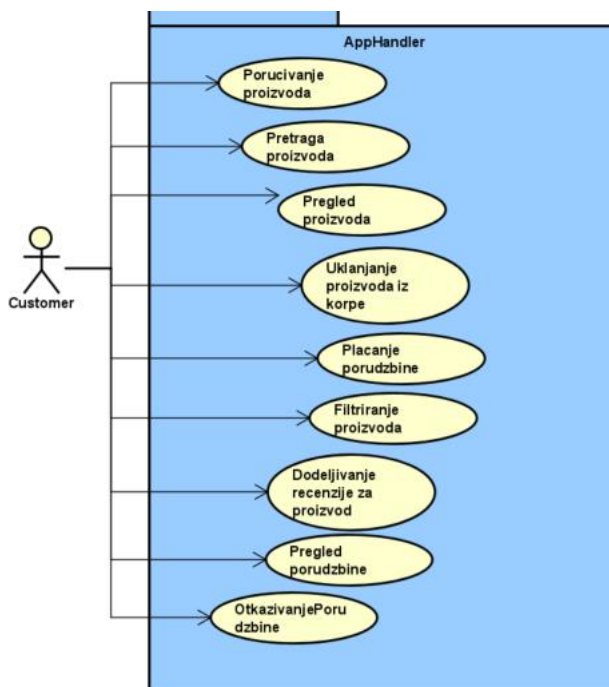 AppHandler
Porucivanje
proizvoda
Pretraga
proizvoda
Pregled
proizvoda
Uklanjanje
proizvoda iz
korpe
Customer
Placanje
porudzbine
Filtriranje
proizvoda
Dodeljivanje
recenzije za
proizvod
Pregled
porudzbine
OtkazivanjePoru
dzbine